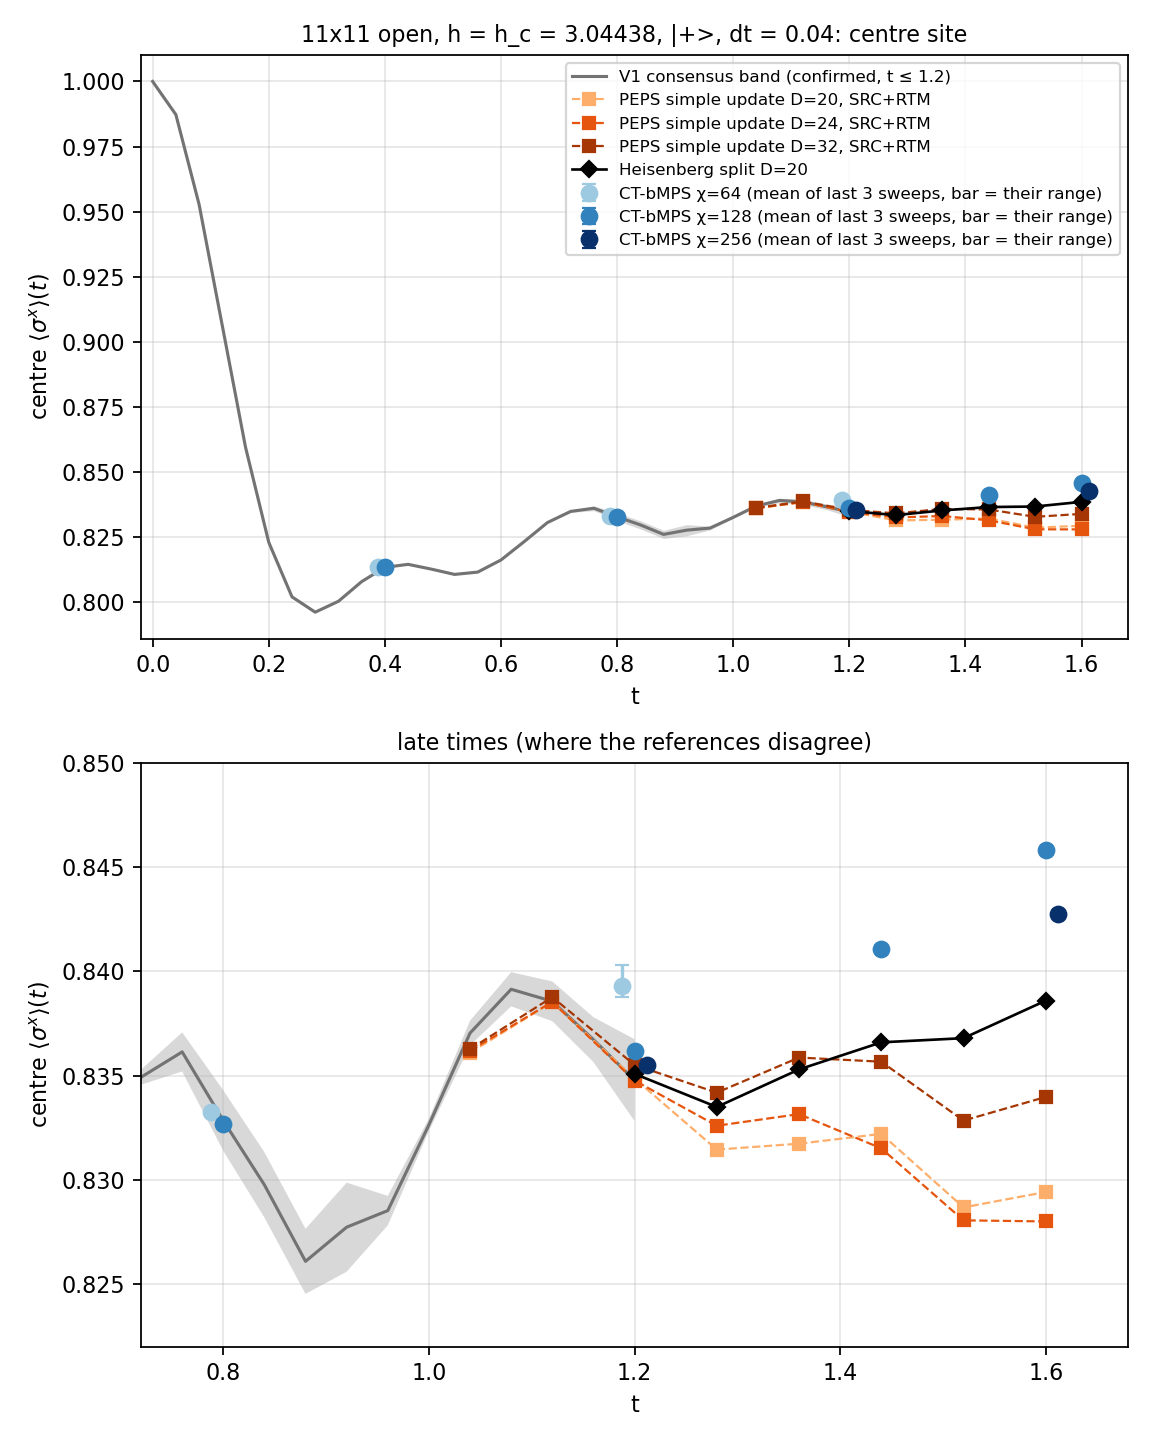 11x11 open, h = h_c = 3.04438, |+>, dt = 0.04: centre site
V1 consensus band (confirmed, t ≤ 1.2)
PEPS simple update D=20, SRC+RTM
PEPS simple update D=24, SRC+RTM
PEPS simple update D=32, SRC+RTM
Heisenberg split D=20
CT-bMPS χ=64 (mean of last 3 sweeps, bar = their range)
CT-bMPS χ=128 (mean of last 3 sweeps, bar = their range)
CT-bMPS χ=256 (mean of last 3 sweeps, bar = their range)
centre ⟨σ^x⟩(t)
1.000
0.975
0.950
0.925
0.900
0.875
0.850
0.825
0.800
0.0 0.2 0.4 0.6 0.8 1.0 1.2 1.4 1.6
t
late times (where the references disagree)
centre ⟨σ^x⟩(t)
0.850
0.845
0.840
0.835
0.830
0.825
0.8 1.0 1.2 1.4 1.6
t